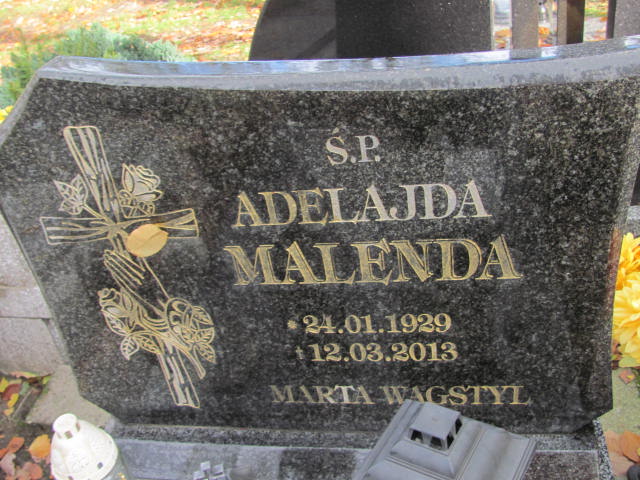 Ś.P.
ADELAJDA
MALENDA
* 24.01.1929
† 12.03.2013
MARTA WAGSTYL